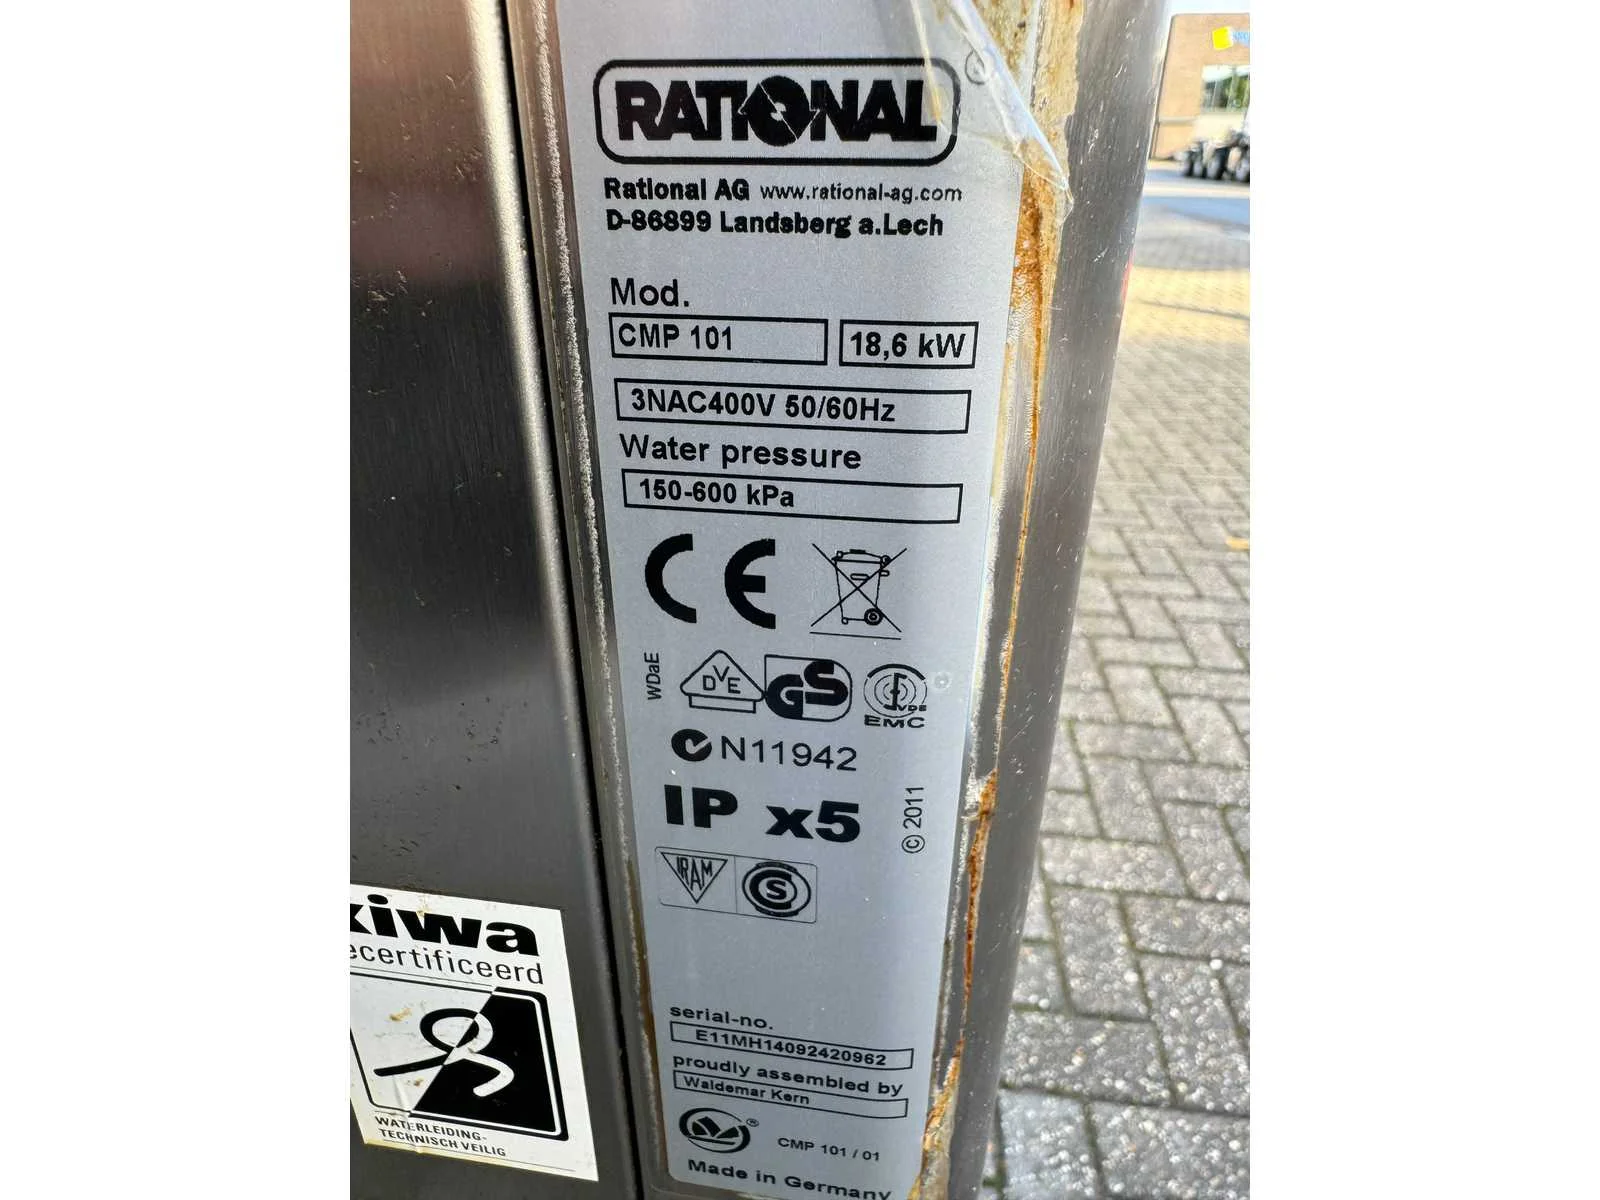 RATIONAL ®
Rational AG www.rational-ag.com
D-86899 Landsberg a.Lech
Mod.
CMP 101 18,6 kW
3NAC400V 50/60Hz
Water pressure
150-600 kPa
CE
WDaE DVE GS VDE
EMC
N11942
IP x5
© 2011
IRAM S
serial-no.
E11MH14092420962
proudly assembled by
Waldemar Kern
®
CMP 101 / 01
Made in Germany
kiwa
ecertificeerd
WATERLEIDING-
TECHNISCH VEILIG